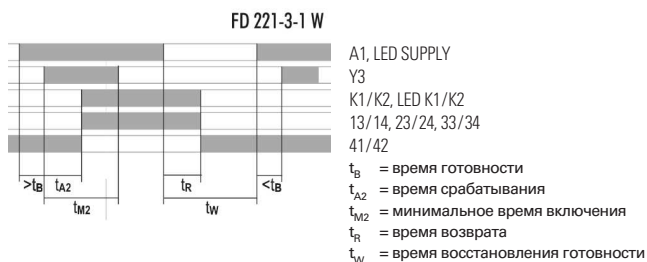 FD 221-3-1 W
A1, LED SUPPLY
Y3
K1/K2, LED K1/K2
13/14, 23/24, 33/34
41/42
>tB tA2 tR <tB
tM2 tW
tB = время готовности
tA2 = время срабатывания
tM2 = минимальное время включения
tR = время возврата
tW = время восстановления готовности